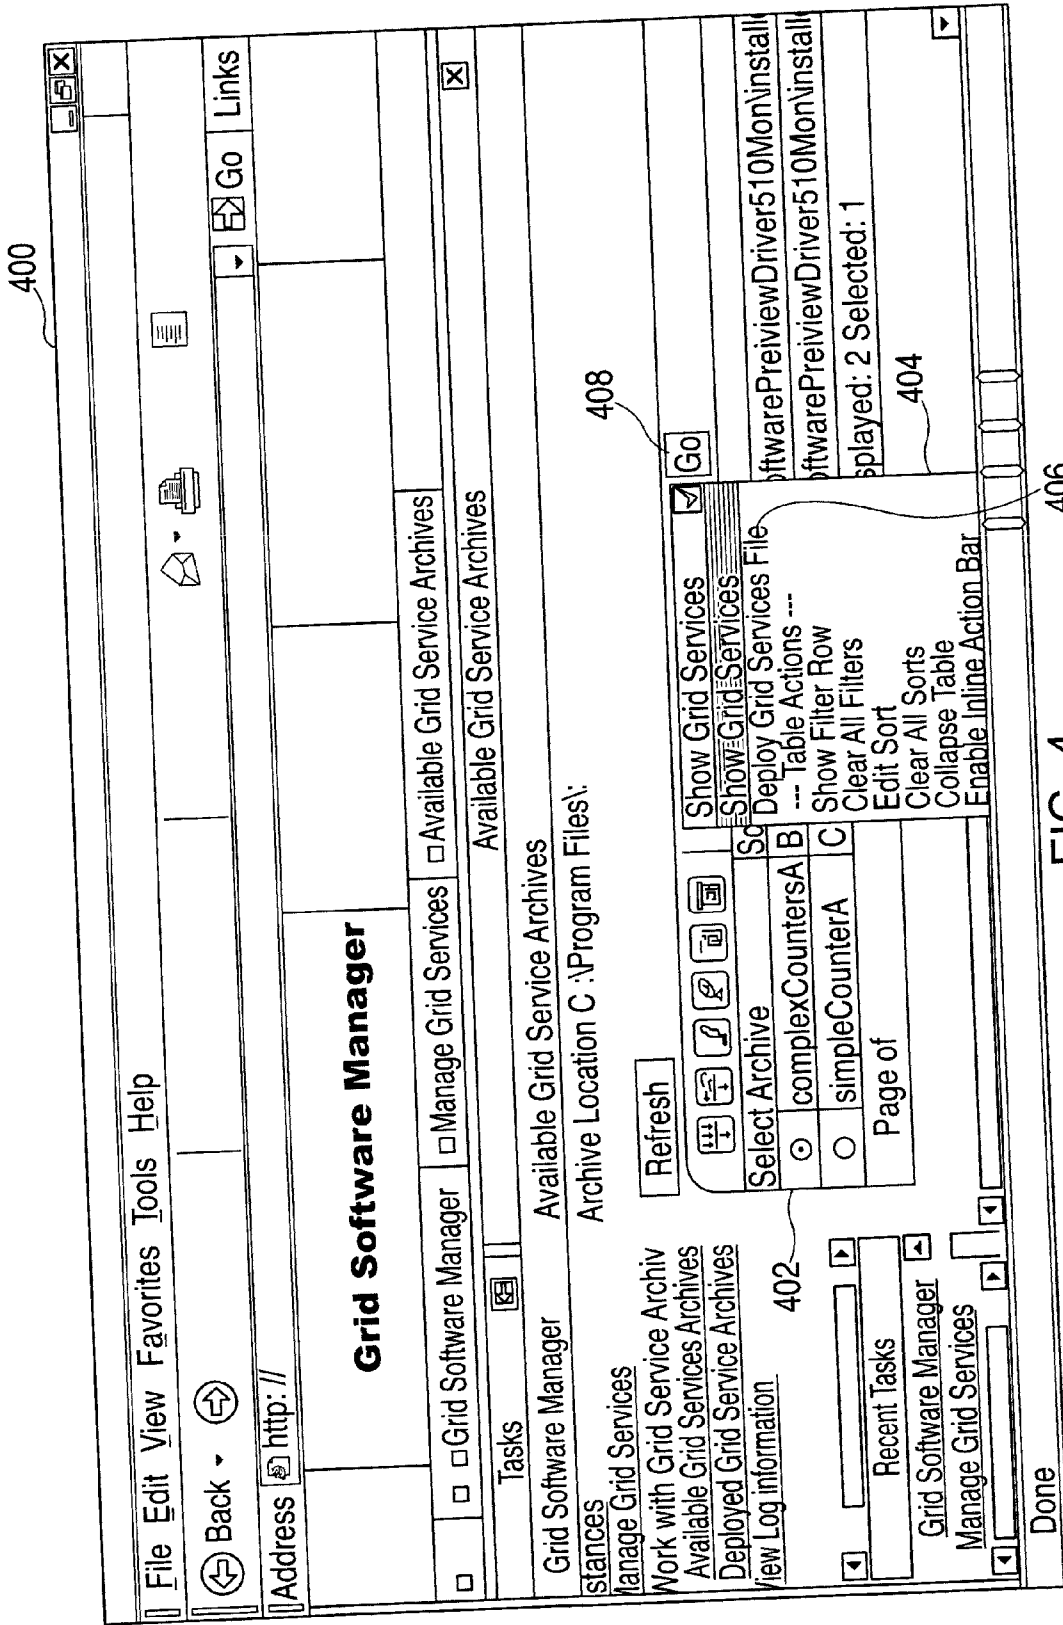 400
File Edit View Favorites Tools Help
Back
Address http: //
Go Links
Grid Software Manager
Grid Software Manager
Manage Grid Services
Available Grid Service Archives
Tasks
Available Grid Service Archives
Grid Software Manager
stances
Manage Grid Services
Work with Grid Service Archiv
Available Grid Services Archives
Deployed Grid Service Archives
View Log information
Recent Tasks
Grid Software Manager
Manage Grid Services
Available Grid Service Archives
Archive Location C :\Program Files\:
Refresh
402
Select Archive
So
complexCountersA B
simpleCounterA C
Page of
Show Grid Services
Go
408
Show Grid Services
Deploy Grid Services File
--- Table Actions ---
Show Filter Row
Clear All Filters
Edit Sort
Clear All Sorts
Collapse Table
Enable Inline Action Bar
oftwarePreiviewDriver510Mon\install
oftwarePreiviewDriver510Mon\install
splayed: 2 Selected: 1
404
406
Done
FIG. 4